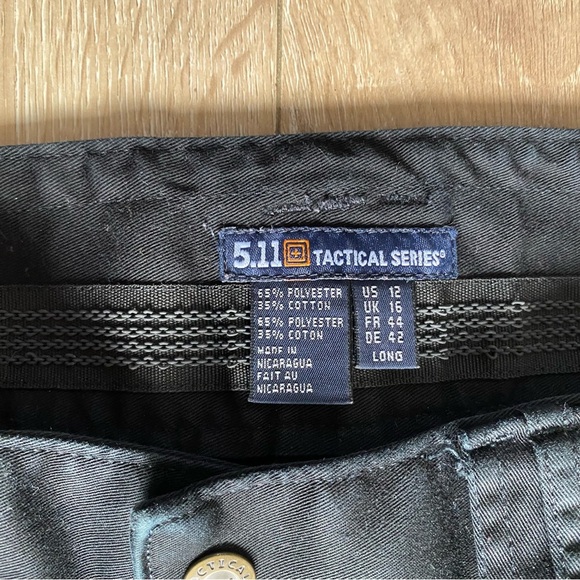 5.11 TACTICAL SERIES®
65% POLYESTER
35% COTTON
65% POLYESTER
35% COTON
MADE IN
NICARAGUA
FAIT AU
NICARAGUA
US 12
UK 16
FR 44
DE 42
LONG
CTICAL